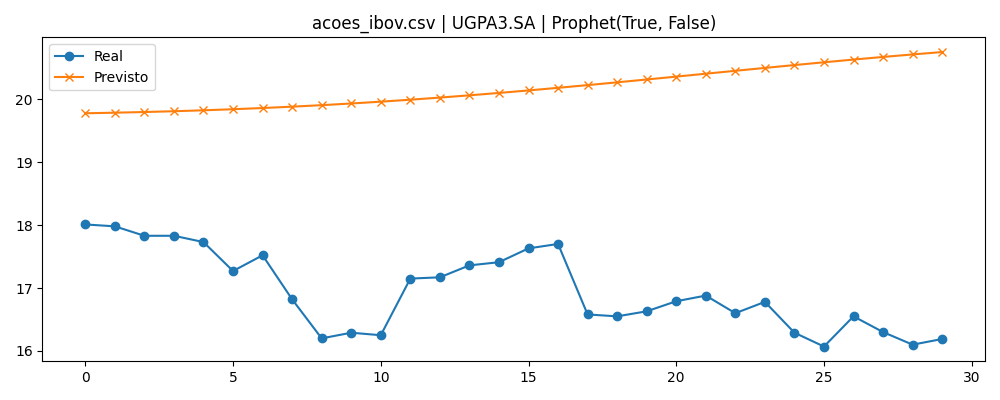 acoes_ibov.csv | UGPA3.SA | Prophet(True, False)
Real
Previsto
20
19
18
17
16
0 5 10 15 20 25 30